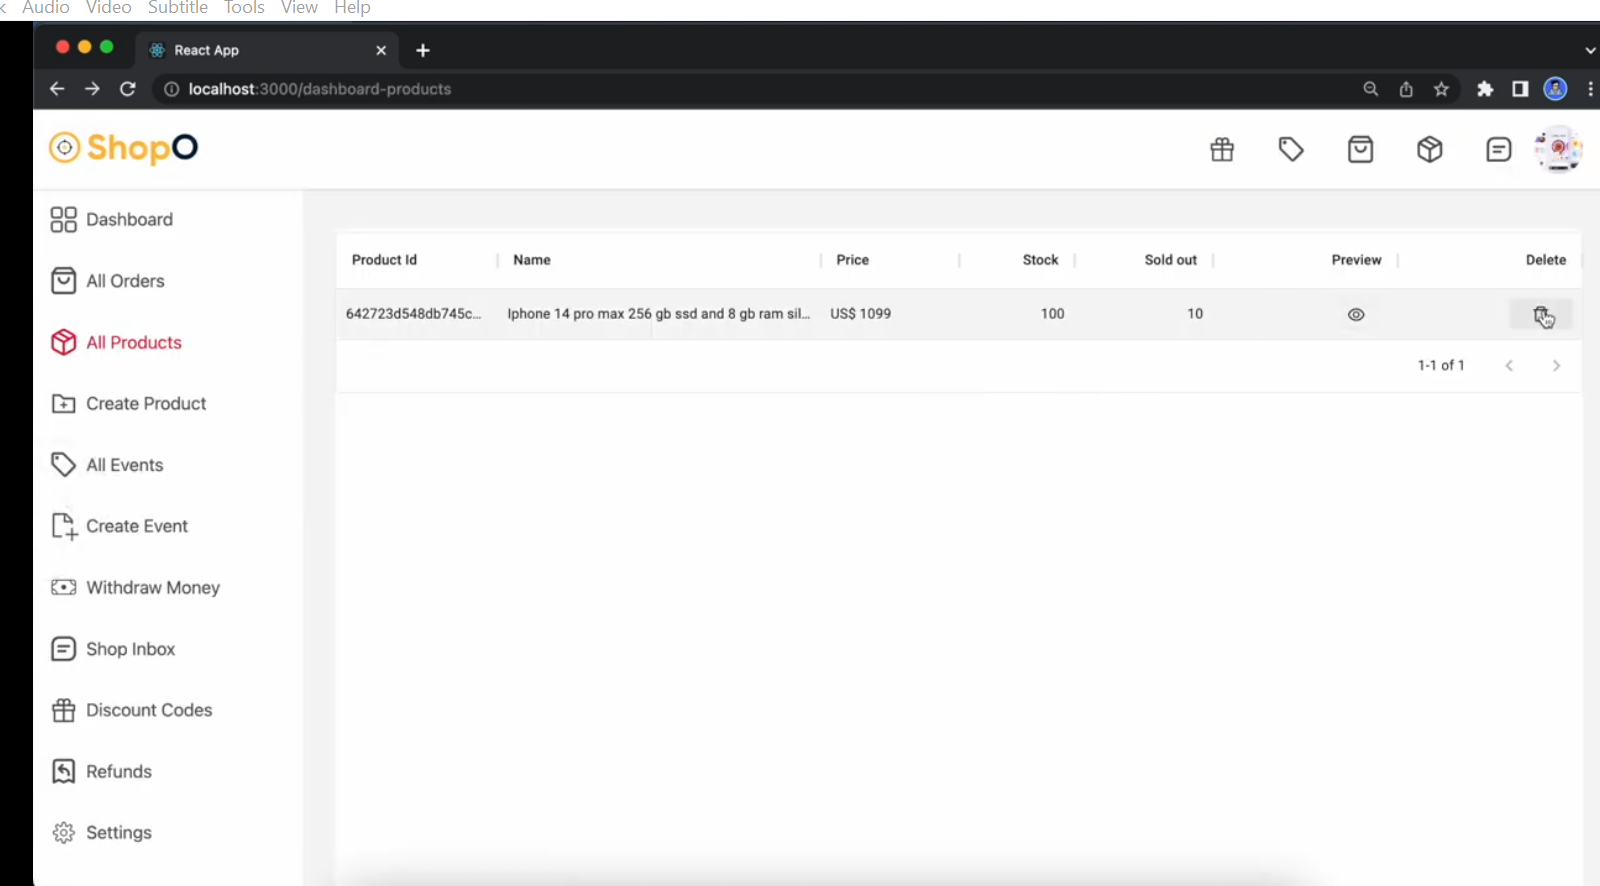 Audio Video Subtitle Tools View Help
React App
localhost:3000/dashboard-products
ShopO
Dashboard
All Orders
All Products
Create Product
All Events
Create Event
Withdraw Money
Shop Inbox
Discount Codes
Refunds
Settings
Product Id Name Price Stock Sold out Preview Delete
642723d548db745c... Iphone 14 pro max 256 gb ssd and 8 gb ram sil... US$ 1099 100 10
1-1 of 1